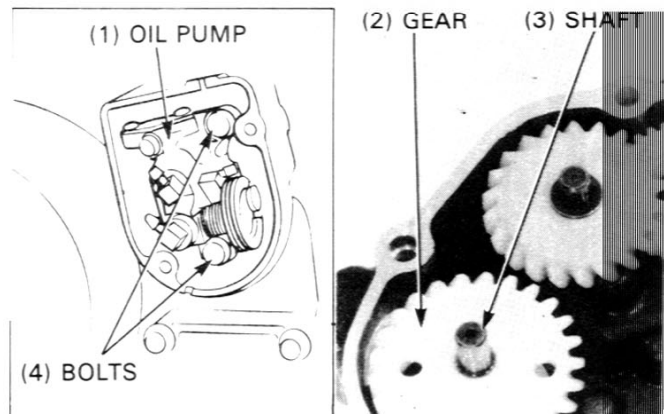 (1) OIL PUMP
(2) GEAR
(3) SHAFT
(4) BOLTS